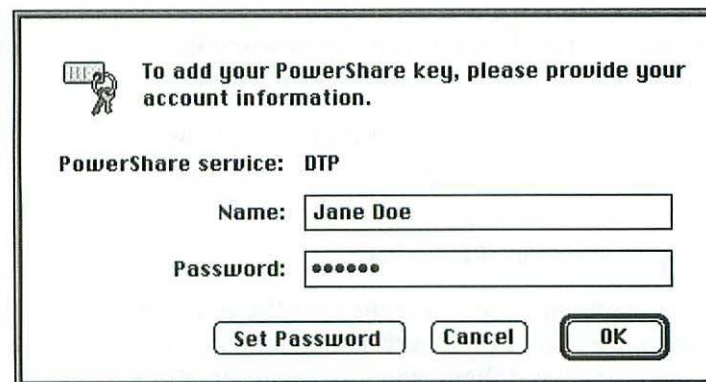 To add your PowerShare key, please provide your
account information.
PowerShare service: DTP
Name: Jane Doe
Password: ••••••
Set Password Cancel OK